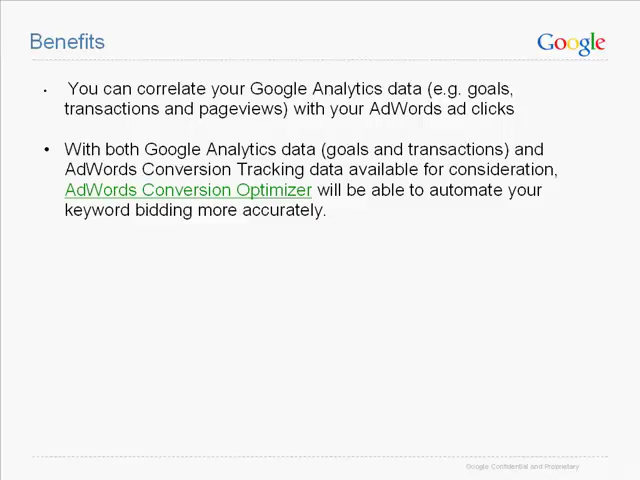 Benefits
Google
• You can correlate your Google Analytics data (e.g. goals,
transactions and pageviews) with your AdWords ad clicks
• With both Google Analytics data (goals and transactions) and
AdWords Conversion Tracking data available for consideration,
AdWords Conversion Optimizer will be able to automate your
keyword bidding more accurately.
Google Confidential and Proprietary